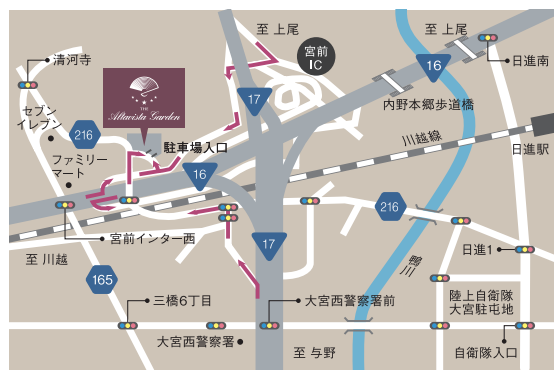 至 上尾
至 上尾
宮前
IC
清河寺
16
日進南
THE
Altavista Garden
17
内野本郷歩道橋
セブン
イレブン
216
川越線
駐車場入口
日進駅
ファミリー
マート
16
216
宮前インター西
17
日進1
至 川越
鴨川
165
三橋6丁目
大宮西警察署前
陸上自衛隊
大宮駐屯地
大宮西警察署
至 与野
自衛隊入口